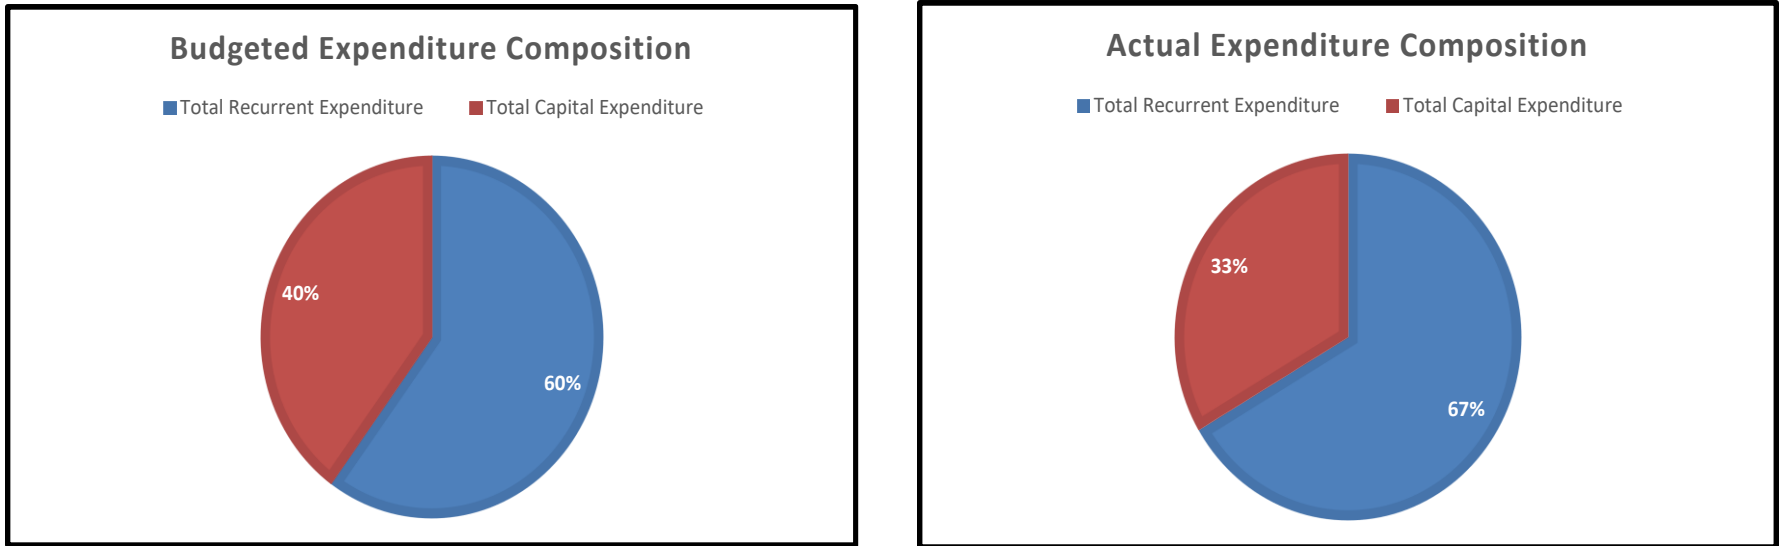 Budgeted Expenditure Composition
Total Recurrent Expenditure Total Capital Expenditure
40%
60%
Actual Expenditure Composition
Total Recurrent Expenditure Total Capital Expenditure
33%
67%